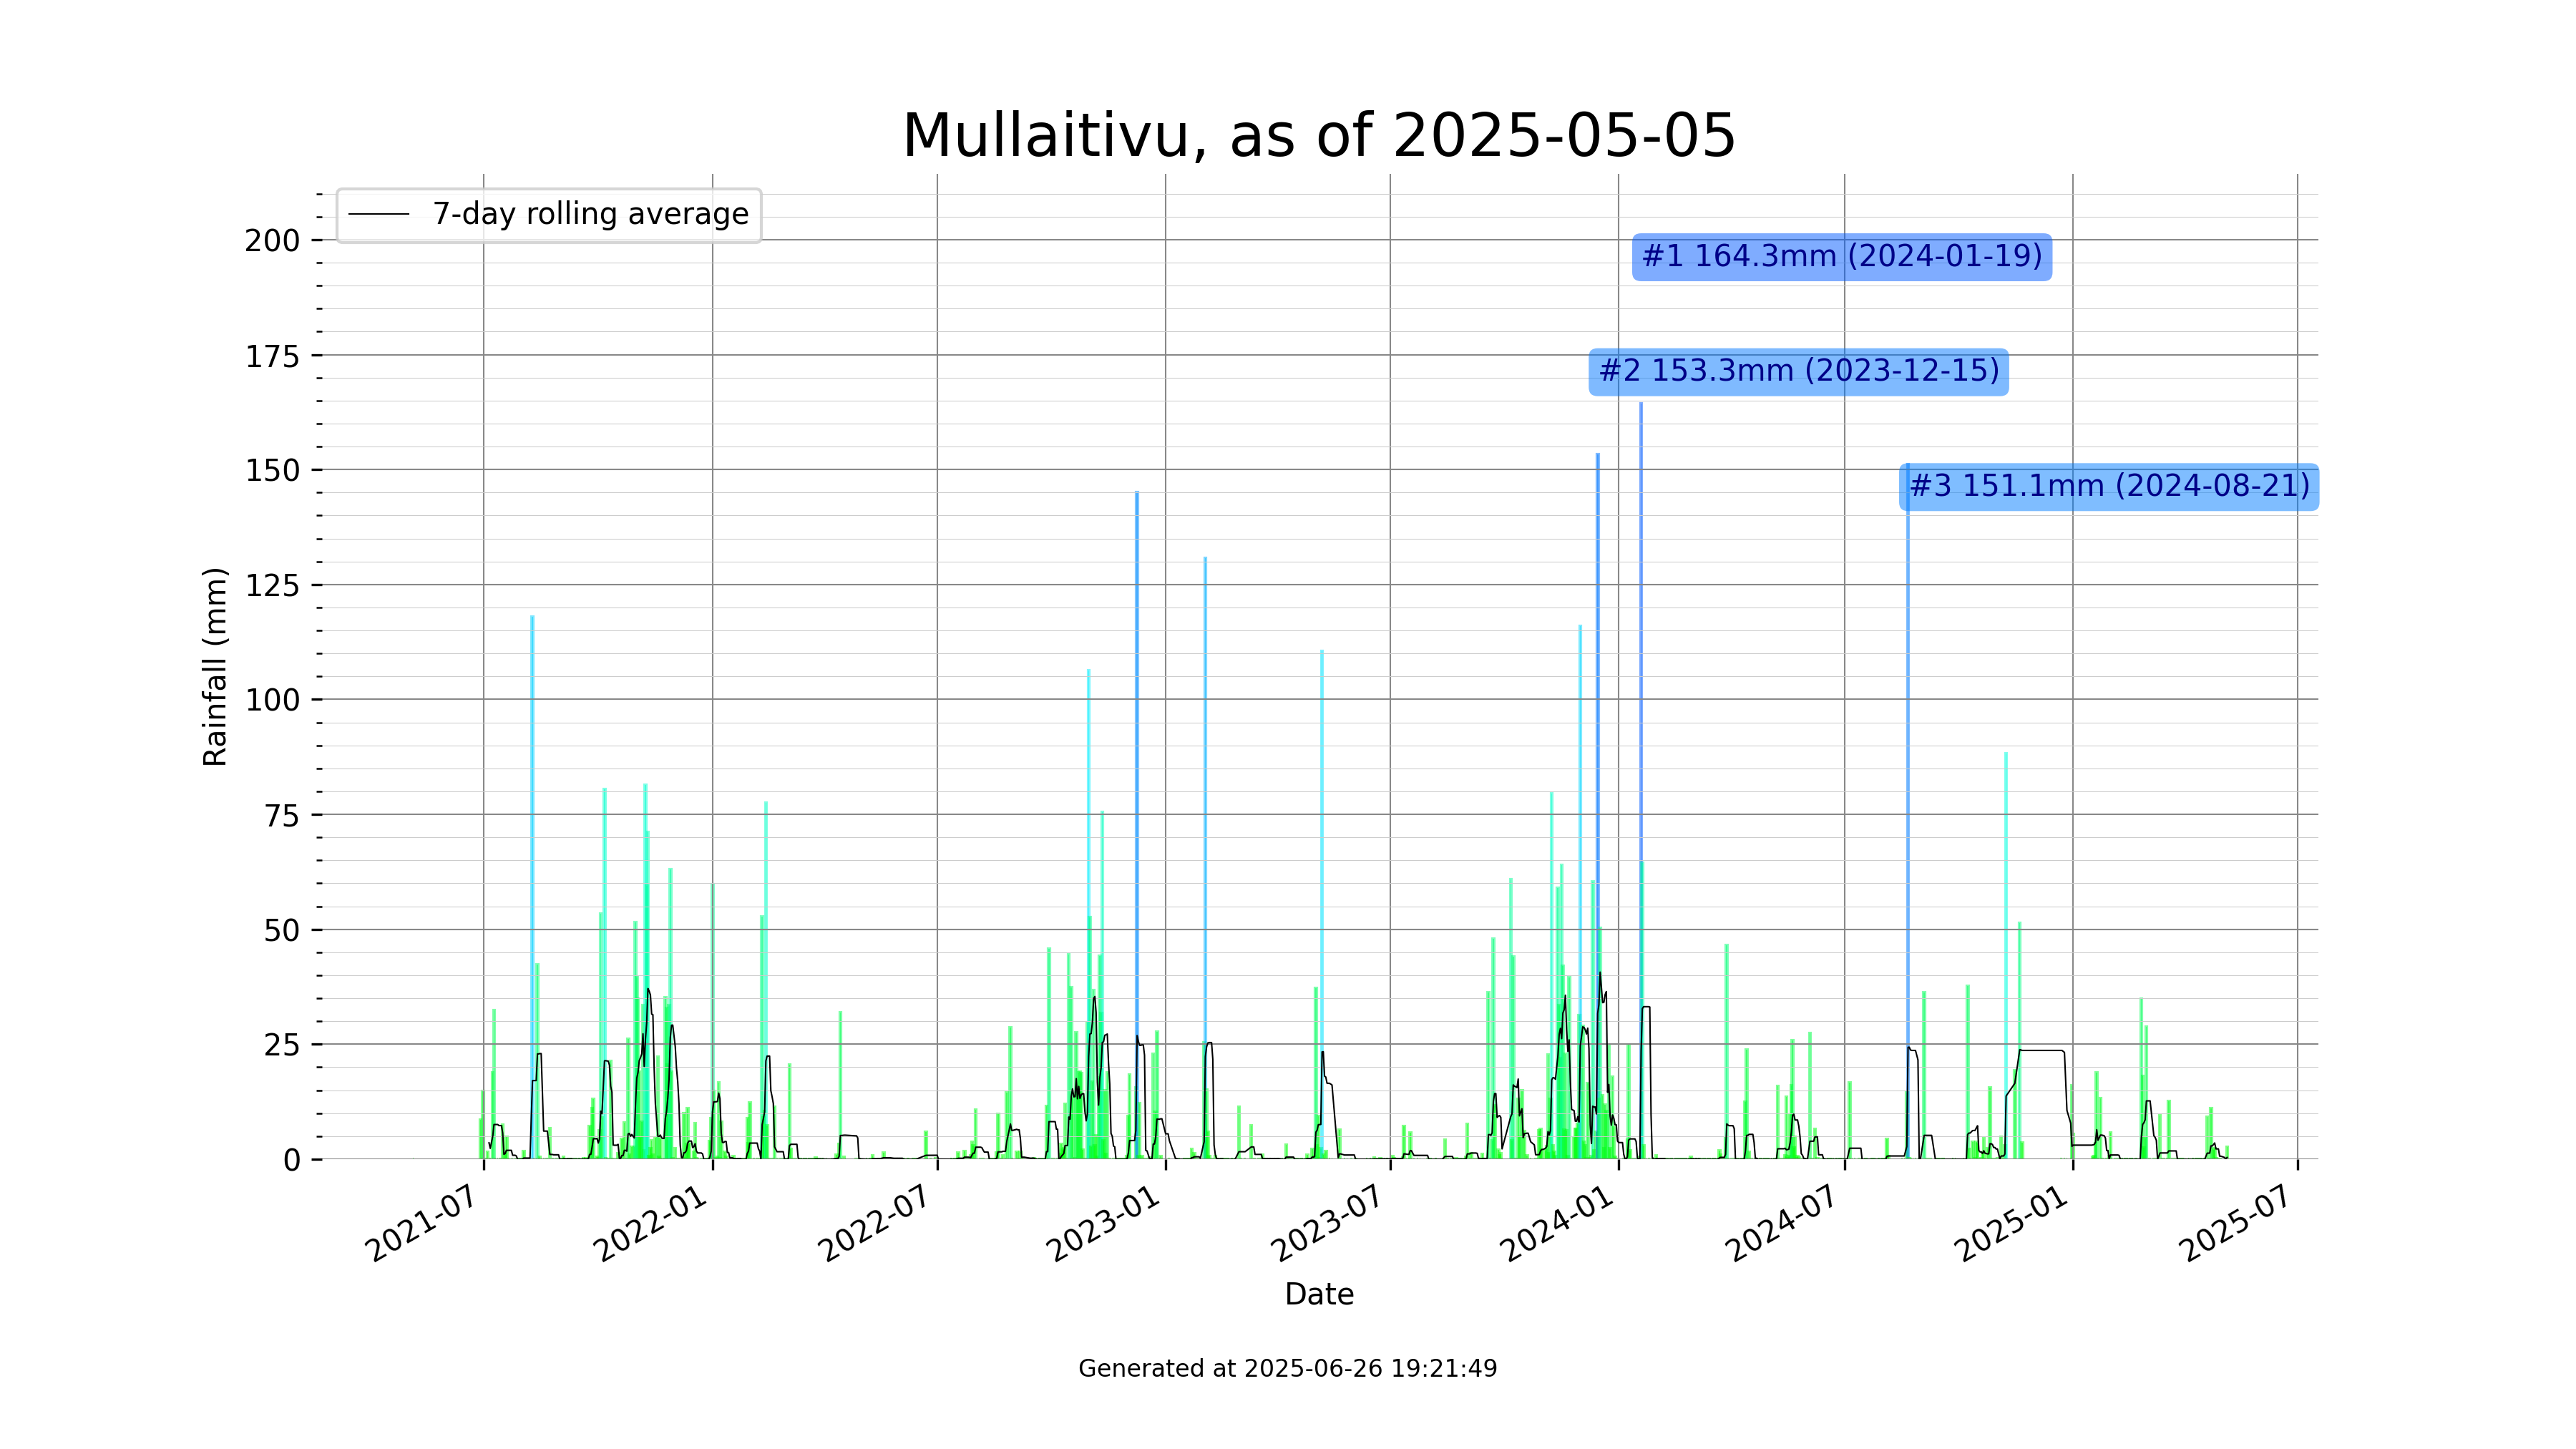 Mullaitivu, as of 2025-05-05
7-day rolling average
#1 164.3mm (2024-01-19)
#2 153.3mm (2023-12-15)
#3 151.1mm (2024-08-21)
Rainfall (mm)
200
175
150
125
100
75
50
25
0
2021-07
2022-01
2022-07
2023-01
2023-07
2024-01
2024-07
2025-01
2025-07
Date
Generated at 2025-06-26 19:21:49